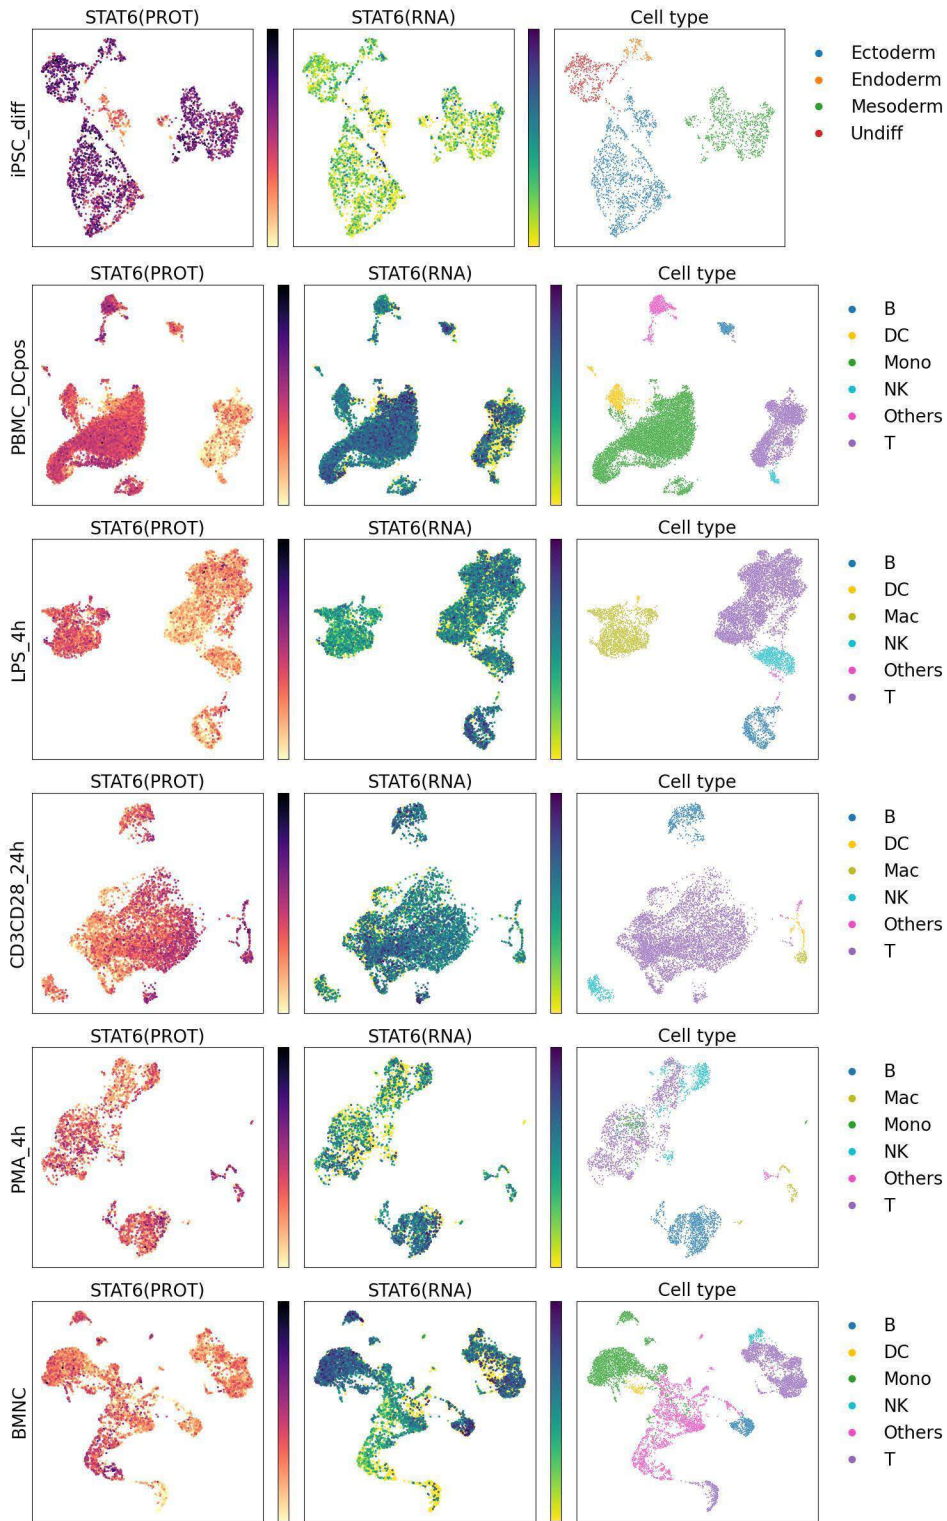 STAT6(PROT)
STAT6(RNA)
Cell type
iPSC_diff
Ectoderm
Endoderm
Mesoderm
Undiff
STAT6(PROT)
STAT6(RNA)
Cell type
PBMC_DCpos
B
DC
Mono
NK
Others
T
STAT6(PROT)
STAT6(RNA)
Cell type
LPS_4h
B
DC
Mac
NK
Others
T
STAT6(PROT)
STAT6(RNA)
Cell type
CD3CD28_24h
B
DC
Mac
NK
Others
T
STAT6(PROT)
STAT6(RNA)
Cell type
PMA_4h
B
Mac
Mono
NK
Others
T
STAT6(PROT)
STAT6(RNA)
Cell type
BMNC
B
DC
Mono
NK
Others
T